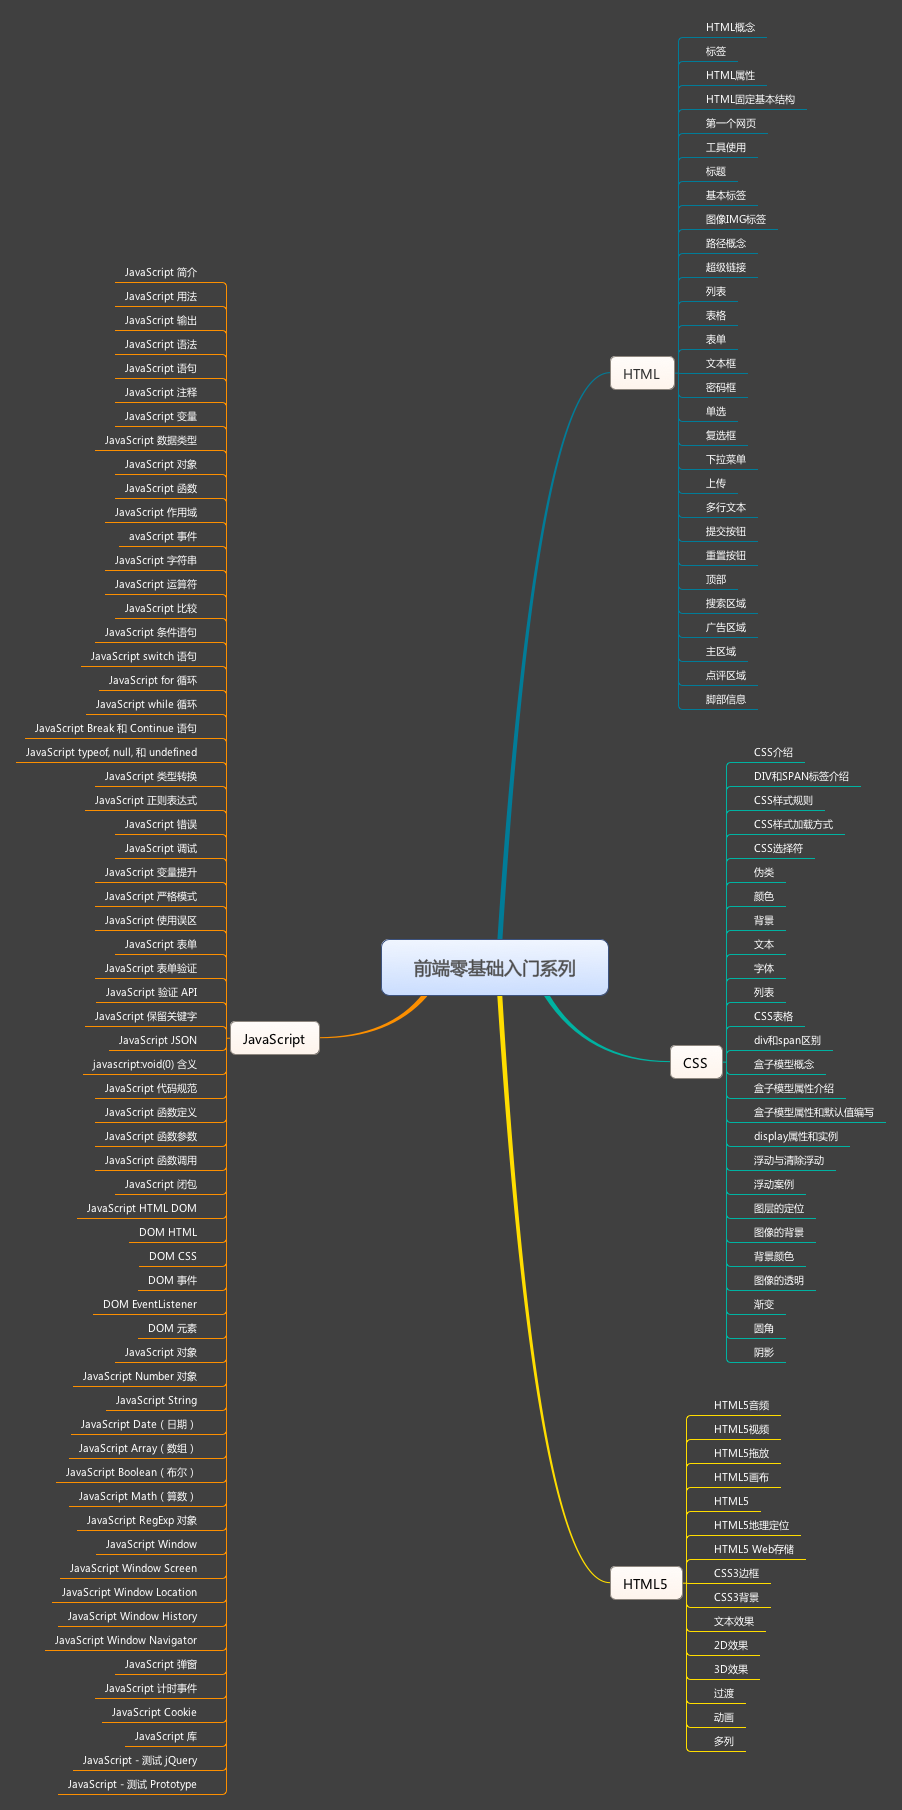 前端零基础入门系列
HTML
HTML概念
标签
HTML属性
HTML固定基本结构
第一个网页
工具使用
标题
基本标签
图像IMG标签
路径概念
超级链接
列表
表格
表单
文本框
密码框
单选
复选框
下拉菜单
上传
多行文本
提交按钮
重置按钮
顶部
搜索区域
广告区域
主区域
点评区域
脚部信息
CSS
CSS介绍
DIV和SPAN标签介绍
CSS样式规则
CSS样式加载方式
CSS选择符
伪类
颜色
背景
文本
字体
列表
CSS表格
div和span区别
盒子模型概念
盒子模型属性介绍
盒子模型属性和默认值编写
display属性和实例
浮动与清除浮动
浮动案例
图层的定位
图像的背景
背景颜色
图像的透明
渐变
圆角
阴影
HTML5
HTML5音频
HTML5视频
HTML5拖放
HTML5画布
HTML5
HTML5地理定位
HTML5 Web存储
CSS3边框
CSS3背景
文本效果
2D效果
3D效果
过渡
动画
多列
JavaScript
JavaScript 简介
JavaScript 用法
JavaScript 输出
JavaScript 语法
JavaScript 语句
JavaScript 注释
JavaScript 变量
JavaScript 数据类型
JavaScript 对象
JavaScript 函数
JavaScript 作用域
avaScript 事件
JavaScript 字符串
JavaScript 运算符
JavaScript 比较
JavaScript 条件语句
JavaScript switch 语句
JavaScript for 循环
JavaScript while 循环
JavaScript Break 和 Continue 语句
JavaScript typeof, null, 和 undefined
JavaScript 类型转换
JavaScript 正则表达式
JavaScript 错误
JavaScript 调试
JavaScript 变量提升
JavaScript 严格模式
JavaScript 使用误区
JavaScript 表单
JavaScript 表单验证
JavaScript 验证 API
JavaScript 保留关键字
JavaScript JSON
javascript:void(0) 含义
JavaScript 代码规范
JavaScript 函数定义
JavaScript 函数参数
JavaScript 函数调用
JavaScript 闭包
JavaScript HTML DOM
DOM HTML
DOM CSS
DOM 事件
DOM EventListener
DOM 元素
JavaScript 对象
JavaScript Number 对象
JavaScript String
JavaScript Date（日期）
JavaScript Array（数组）
JavaScript Boolean（布尔）
JavaScript Math（算数）
JavaScript RegExp 对象
JavaScript Window
JavaScript Window Screen
JavaScript Window Location
JavaScript Window History
JavaScript Window Navigator
JavaScript 弹窗
JavaScript 计时事件
JavaScript Cookie
JavaScript 库
JavaScript - 测试 jQuery
JavaScript - 测试 Prototype